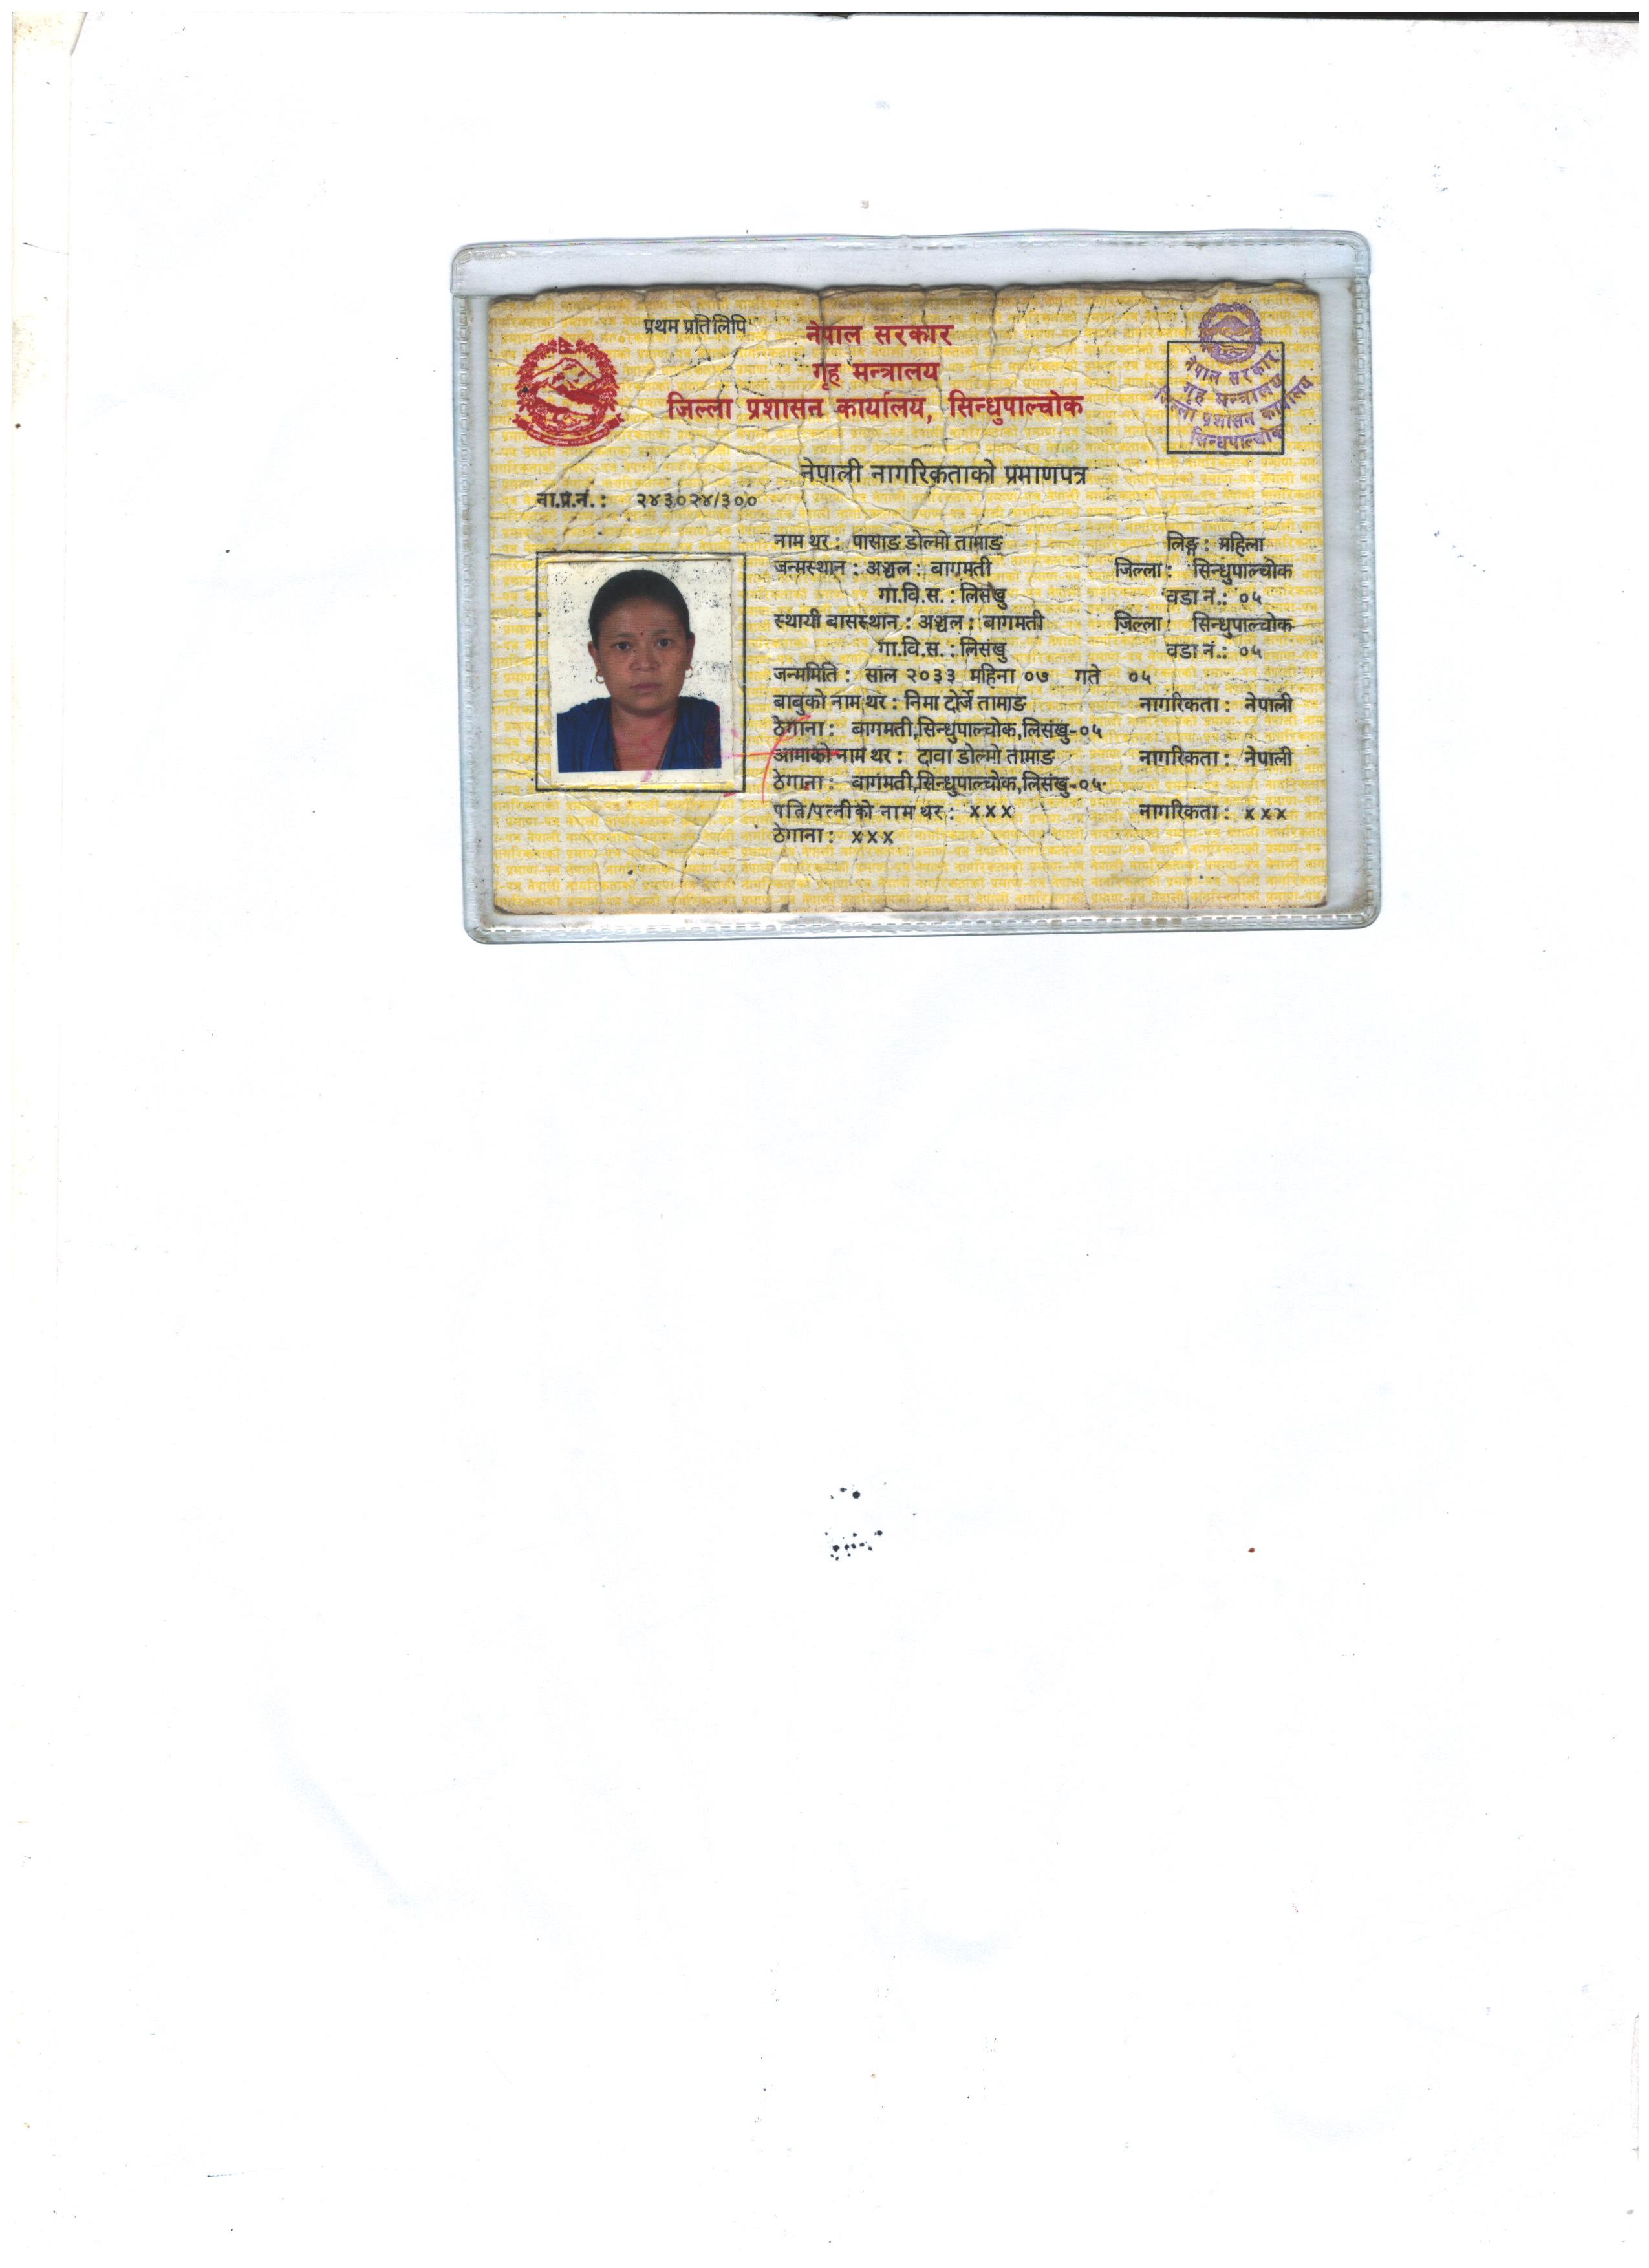 प्रथम प्रतिलिपि
नेपाल सरकार
गृह मन्त्रालय
जिल्ला प्रशासन कार्यालय, सिन्धुपाल्चोक
नेपाल सरकार
गृह मन्त्रालय
जिल्ला प्रशासन कार्यालय
सिन्धुपाल्चोक
नेपाली नागरिकताको प्रमाणपत्र
ना.प्र.नं. : २४३०२४/३००
नाम थर : पासाङ डोल्मो तामाङ लिङ्ग : महिला
जन्मस्थान : अञ्चल : बागमती जिल्ला : सिन्धुपाल्चोक
गा.वि.स. : लिसंखु वडा नं.: ०५
स्थायी बासस्थान : अञ्चल : बागमती जिल्ला : सिन्धुपाल्चोक
गा.वि.स. : लिसंखु वडा नं.: ०५
जन्ममिति : साल २०३३ महिना ०७ गते ०५
बाबुको नाम थर : निमा दोर्जे तामाङ नागरिकता : नेपाली
ठेगाना : बागमती,सिन्धुपाल्चोक,लिसंखु-०५
आमाको नाम थर : दावा डोल्मो तामाङ नागरिकता : नेपाली
ठेगाना : बागमती,सिन्धुपाल्चोक,लिसंखु-०५
पति/पत्नीको नाम थर : x x x नागरिकता : x x x
ठेगाना : x x x